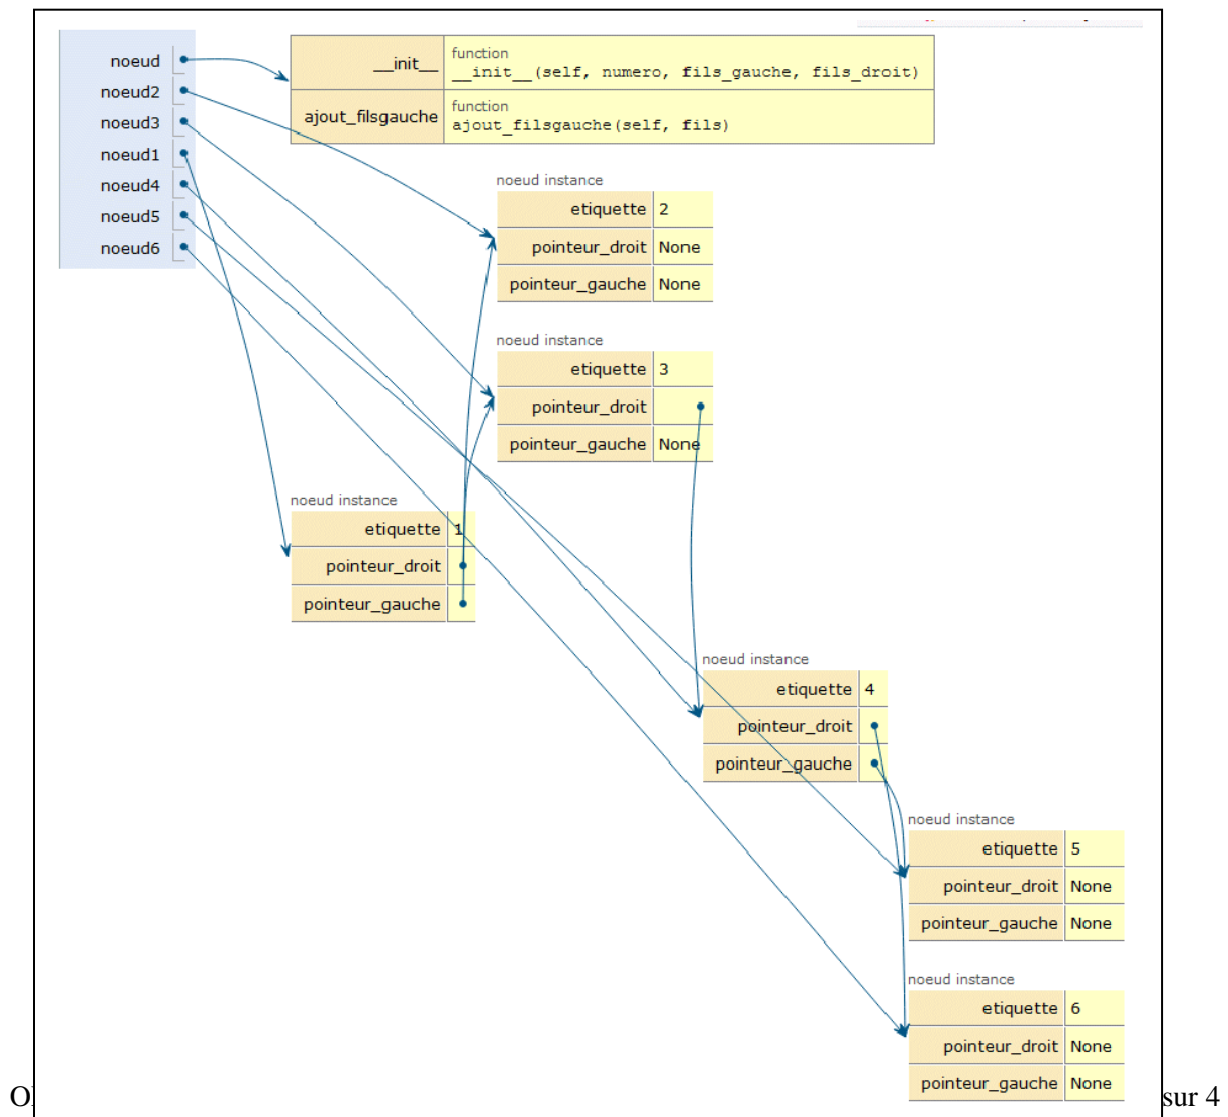 noeud
noeud2
noeud3
noeud1
noeud4
noeud5
noeud6
__init__
function
__init__(self, numero, fils_gauche, fils_droit)
ajout_filsgauche
function
ajout_filsgauche(self, fils)
noeud instance
etiquette 2
pointeur_droit None
pointeur_gauche None
noeud instance
etiquette 3
pointeur_droit
pointeur_gauche None
noeud instance
etiquette 1
pointeur_droit
pointeur_gauche
noeud instance
etiquette 4
pointeur_droit
pointeur_gauche
noeud instance
etiquette 5
pointeur_droit None
pointeur_gauche None
noeud instance
etiquette 6
pointeur_droit None
pointeur_gauche None
sur 4